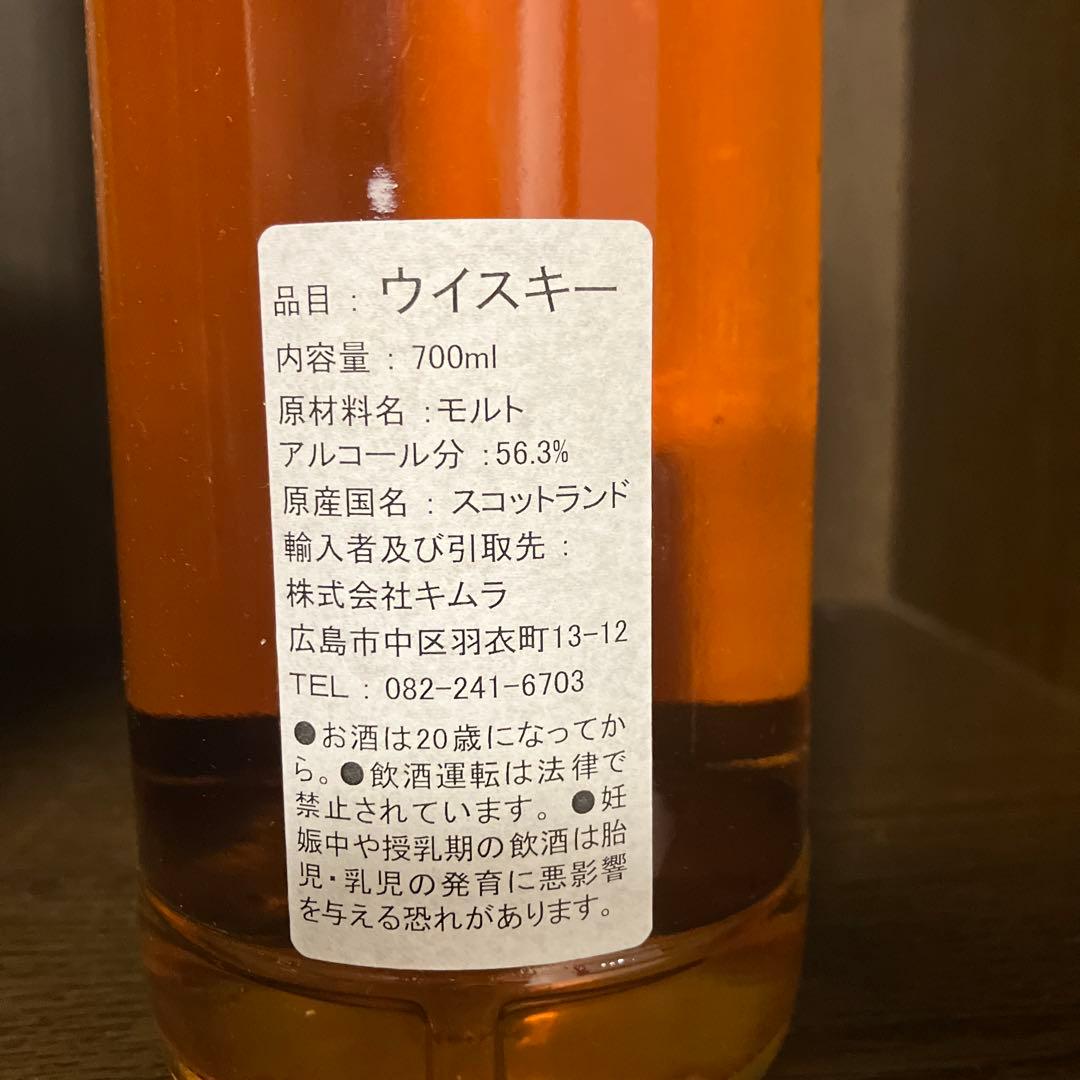 品目 : ウイスキー
内容量 : 700ml
原材料名 :モルト
アルコール分 :56.3%
原産国名 : スコットランド
輸入者及び引取先 :
株式会社キムラ
広島市中区羽衣町13-12
TEL : 082-241-6703
●お酒は20歳になってか
ら。●飲酒運転は法律で
禁止されています。●妊
娠中や授乳期の飲酒は胎
児・乳児の発育に悪影響
を与える恐れがあります。